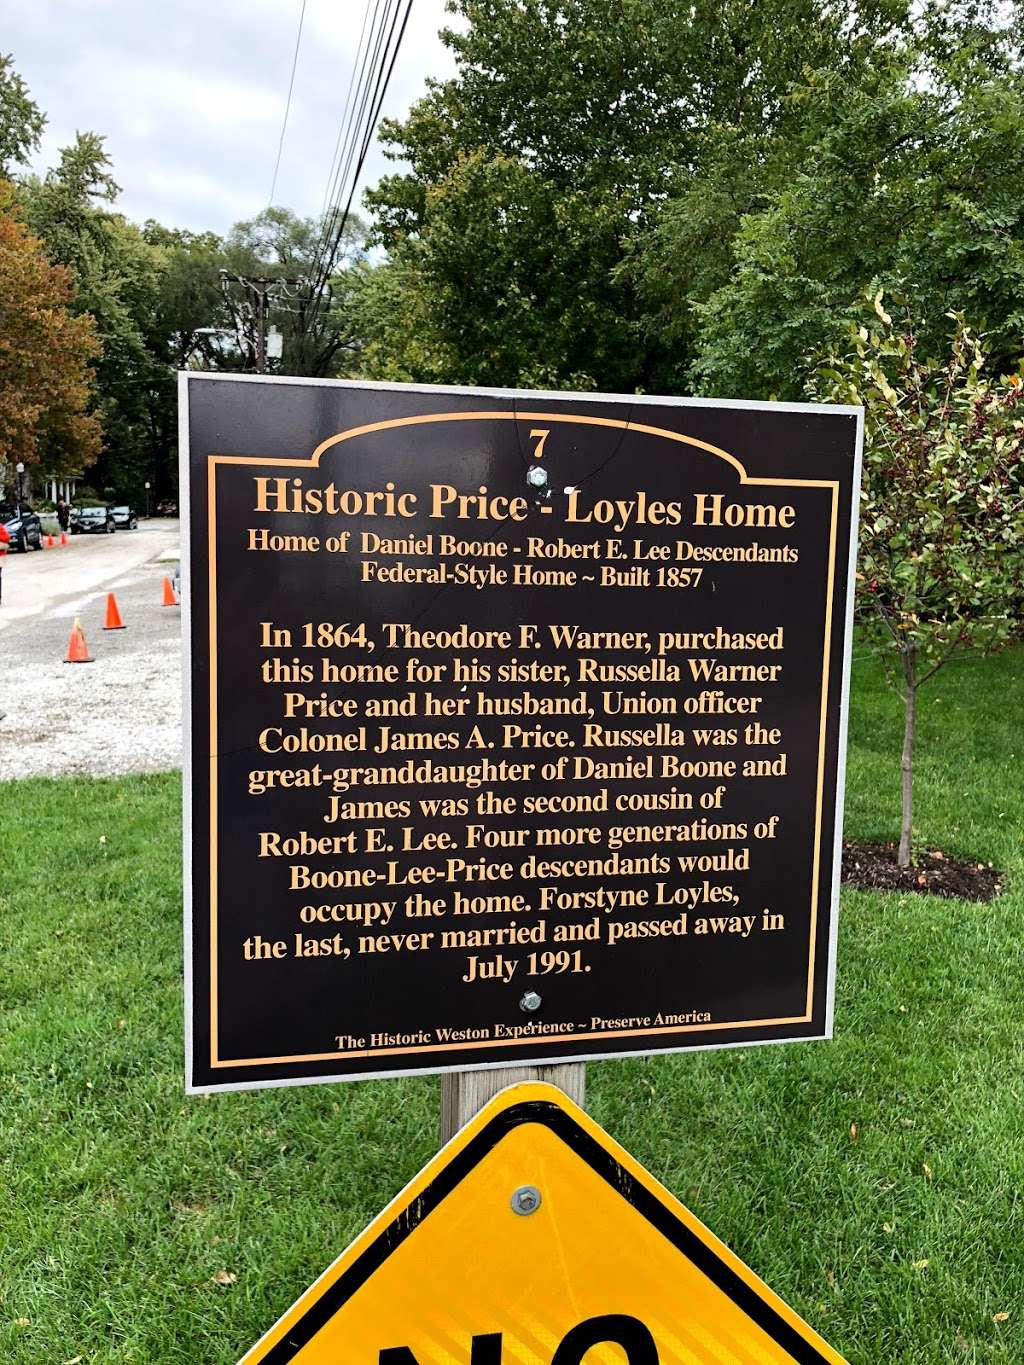 7
Historic Price - Loyles Home
Home of Daniel Boone - Robert E. Lee Descendants
Federal-Style Home ~ Built 1857
In 1864, Theodore F. Warner, purchased
this home for his sister, Russella Warner
Price and her husband, Union officer
Colonel James A. Price. Russella was the
great-granddaughter of Daniel Boone and
James was the second cousin of
Robert E. Lee. Four more generations of
Boone-Lee-Price descendants would
occupy the home. Forstyne Loyles,
the last, never married and passed away in
July 1991.
The Historic Weston Experience ~ Preserve America
NO